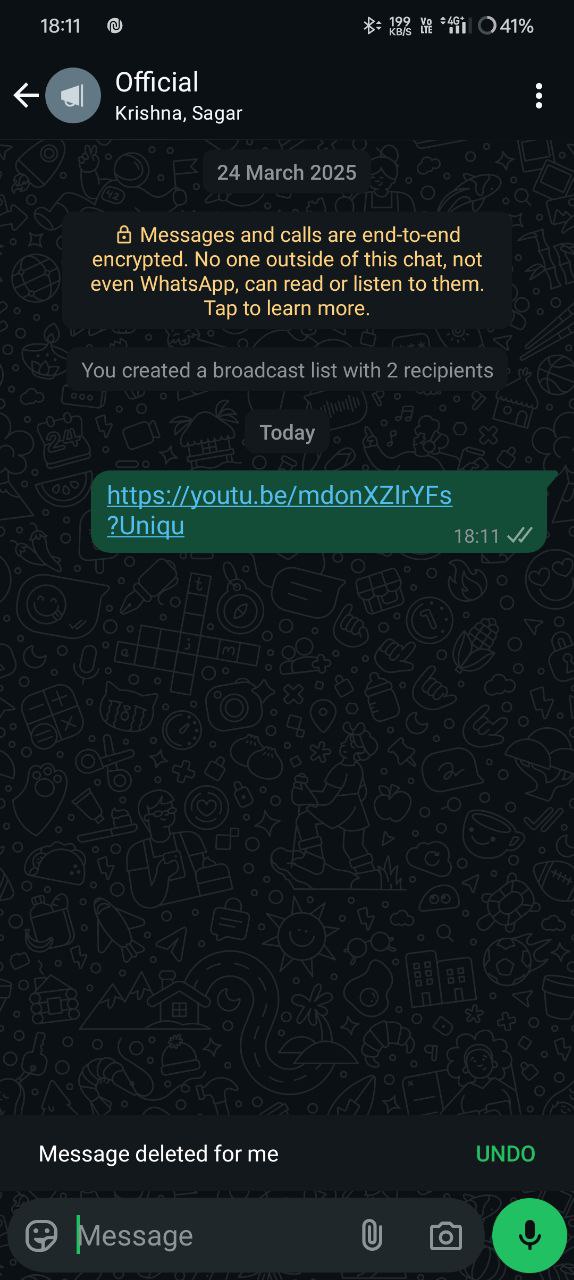 18:11 199 KB/S Vo LTE 4G+ 41%
Official
Krishna, Sagar
24 March 2025
Messages and calls are end-to-end
encrypted. No one outside of this chat, not
even WhatsApp, can read or listen to them.
Tap to learn more.
You created a broadcast list with 2 recipients
Today
https://youtu.be/mdonXZlrYFs
?Uniqu
18:11
Message deleted for me UNDO
Message